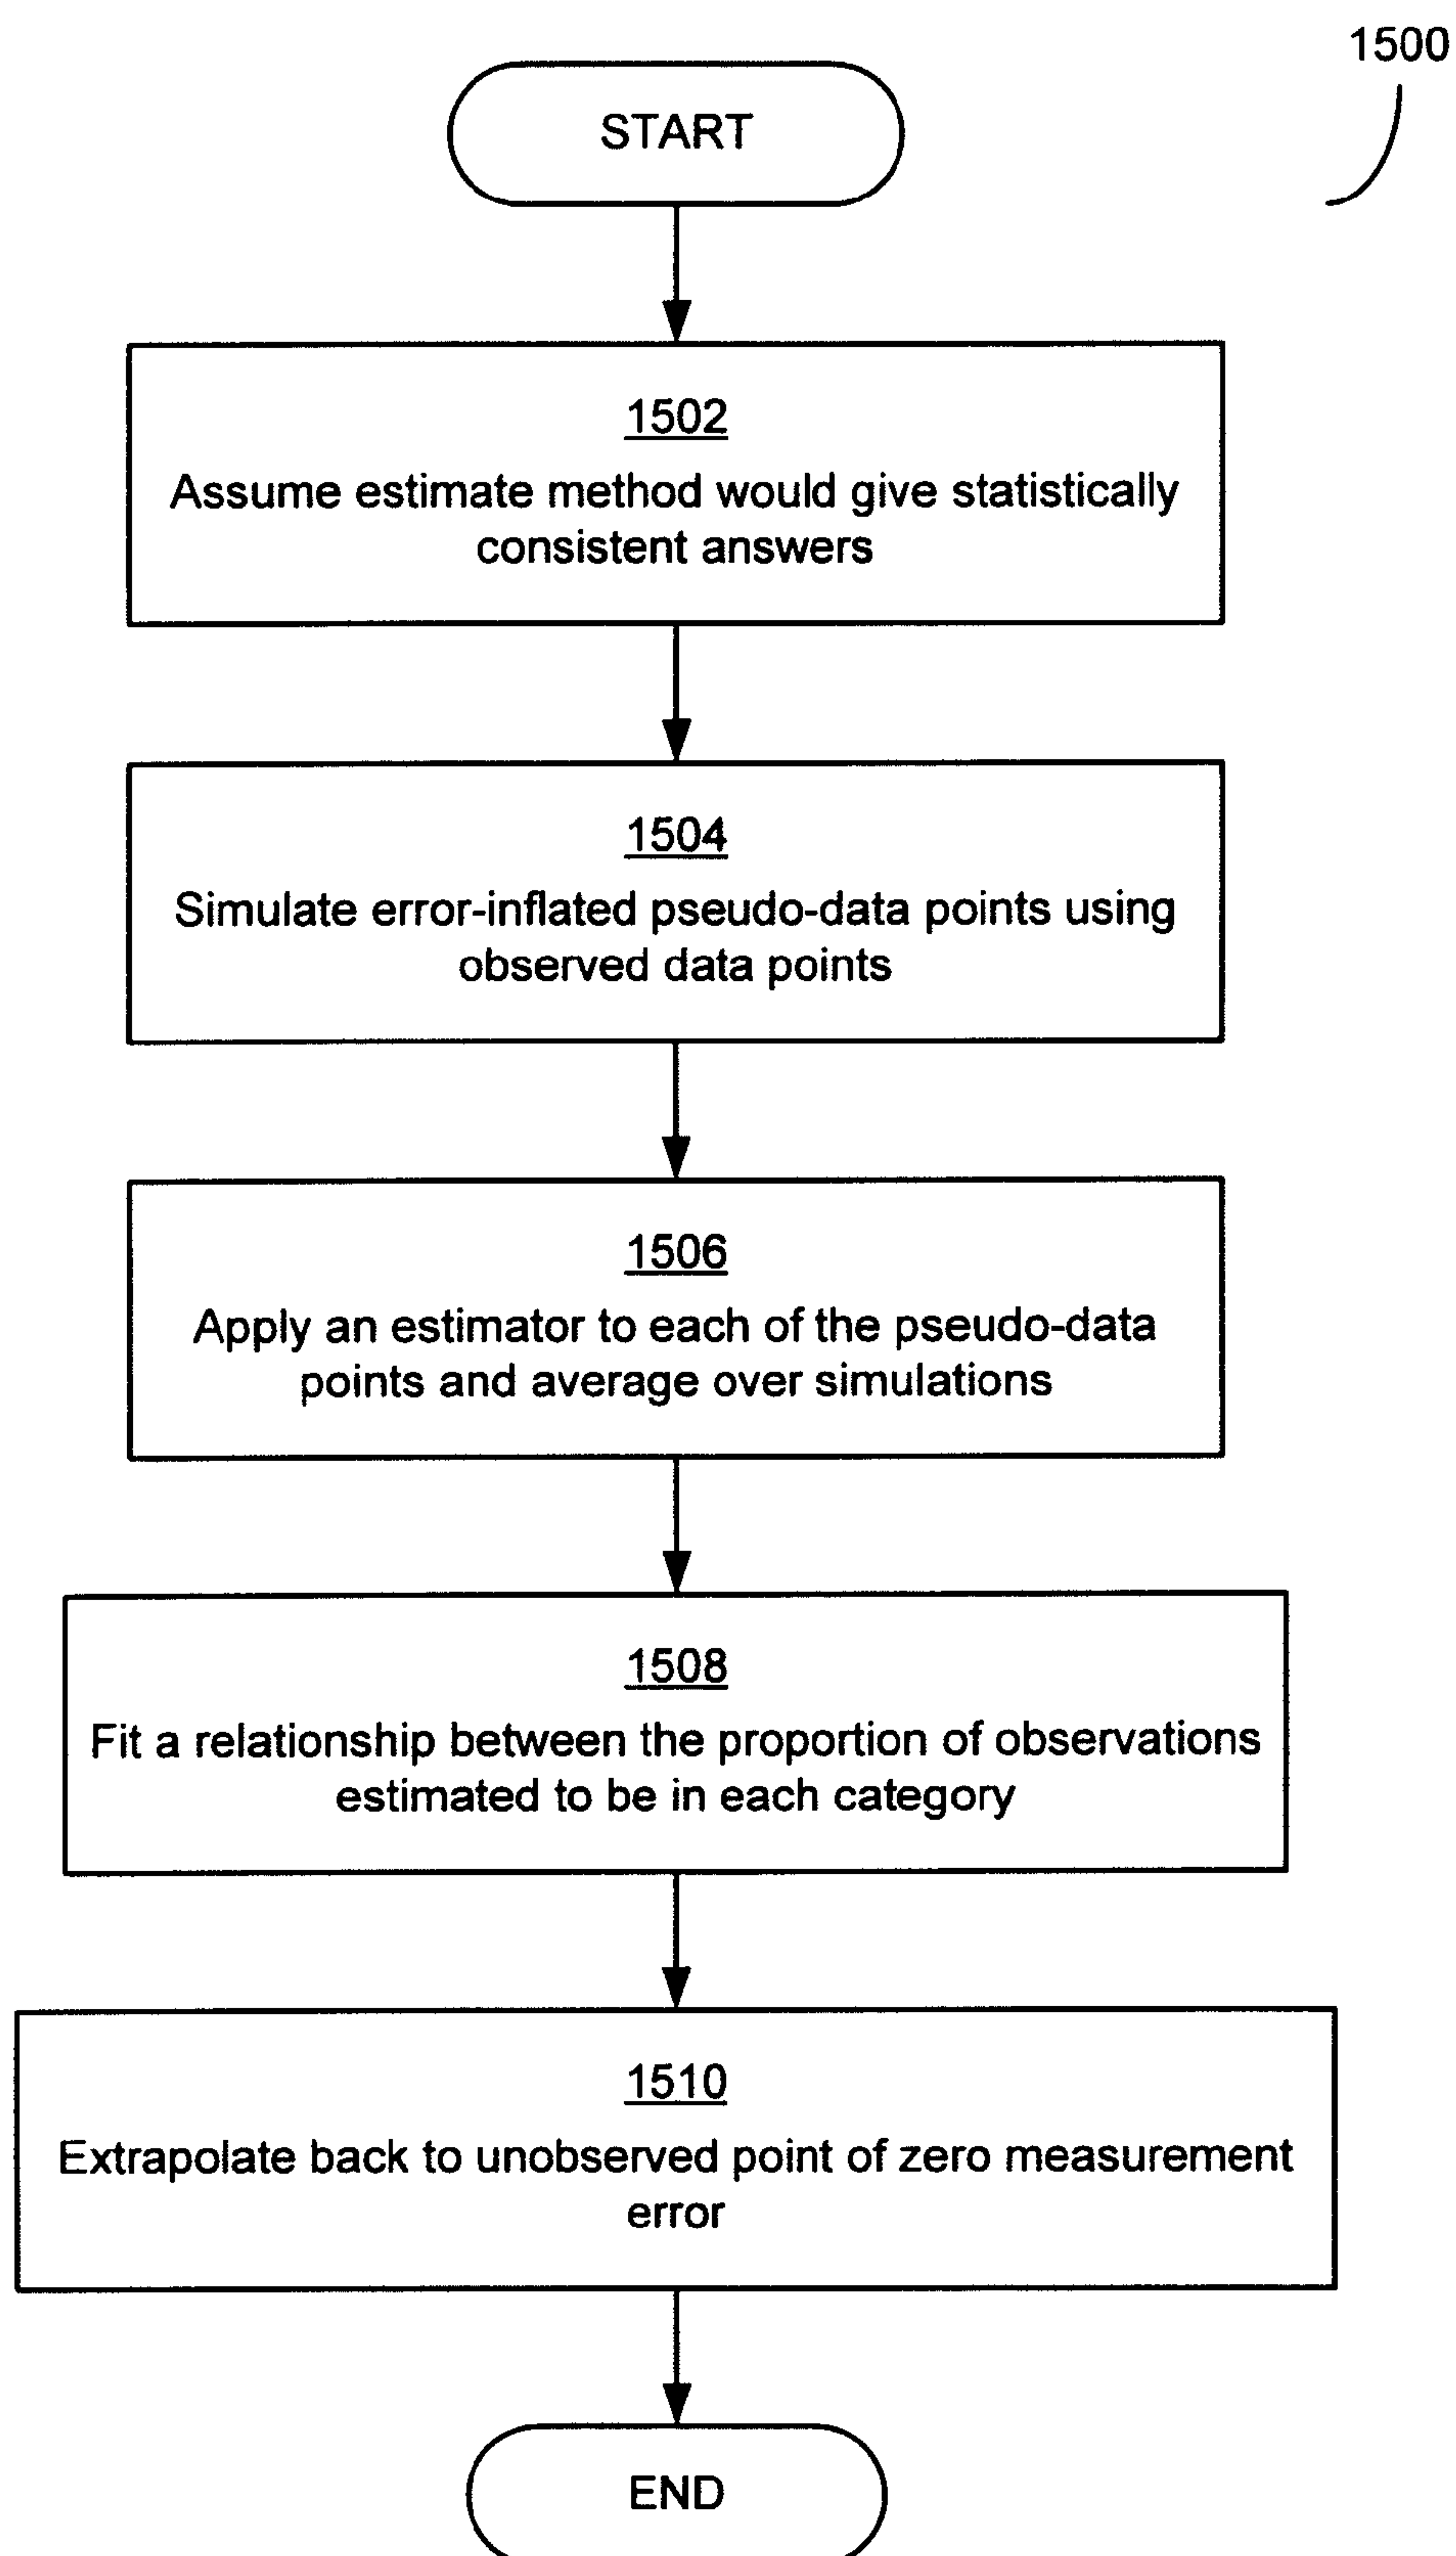 1500
START
1502
Assume estimate method would give statistically
consistent answers
1504
Simulate error-inflated pseudo-data points using
observed data points
1506
Apply an estimator to each of the pseudo-data
points and average over simulations
1508
Fit a relationship between the proportion of observations
estimated to be in each category
1510
Extrapolate back to unobserved point of zero measurement
error
END